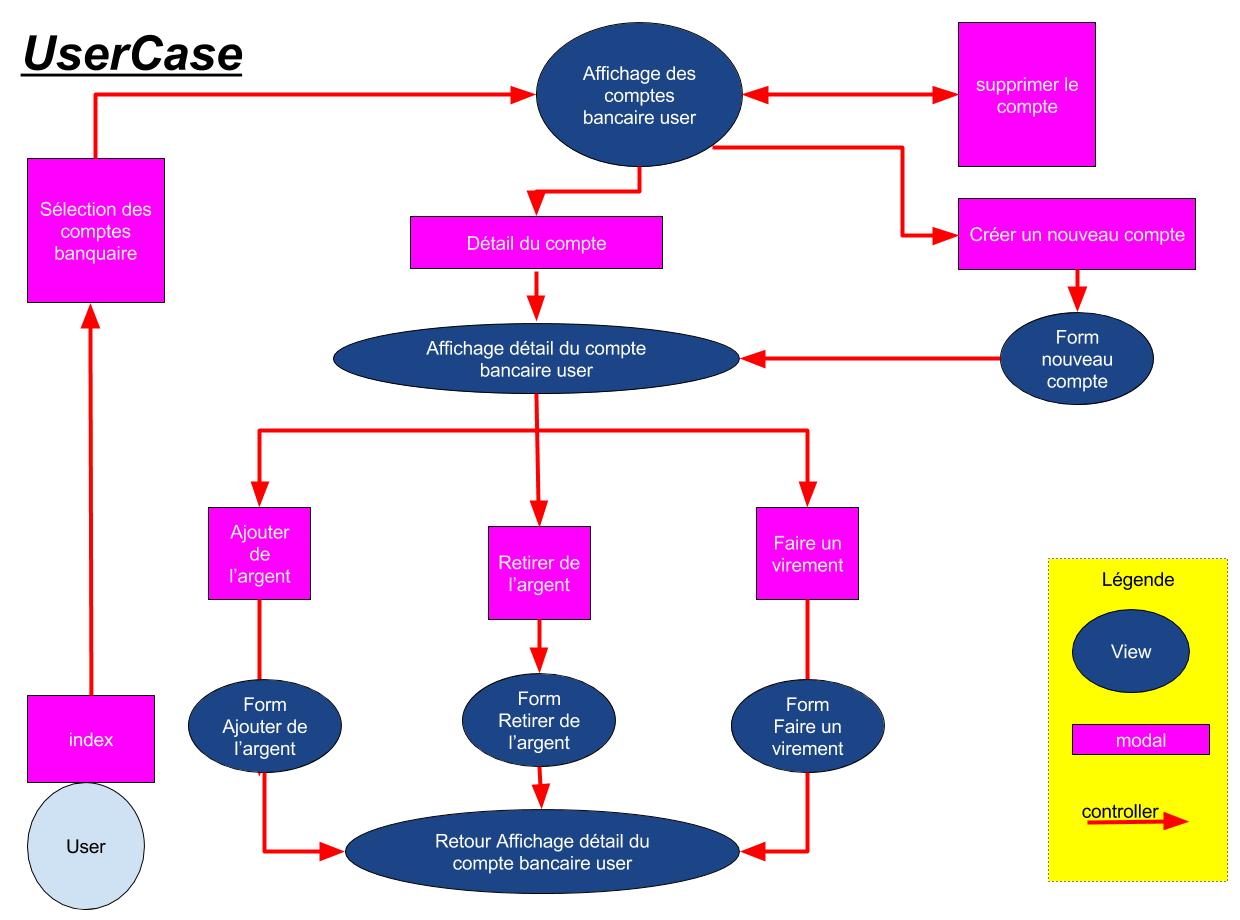 UserCase
Affichage des
comptes
bancaire user
supprimer le
compte
Sélection des
comptes
banquaire
Détail du compte
Créer un nouveau compte
Affichage détail du compte
bancaire user
Form
nouveau
compte
Ajouter
de
l’argent
Retirer de
l’argent
Faire un
virement
Légende
View
modal
controller
Form
Ajouter de
l’argent
Form
Retirer de
l’argent
Form
Faire un
virement
index
User
Retour Affichage détail du
compte bancaire user